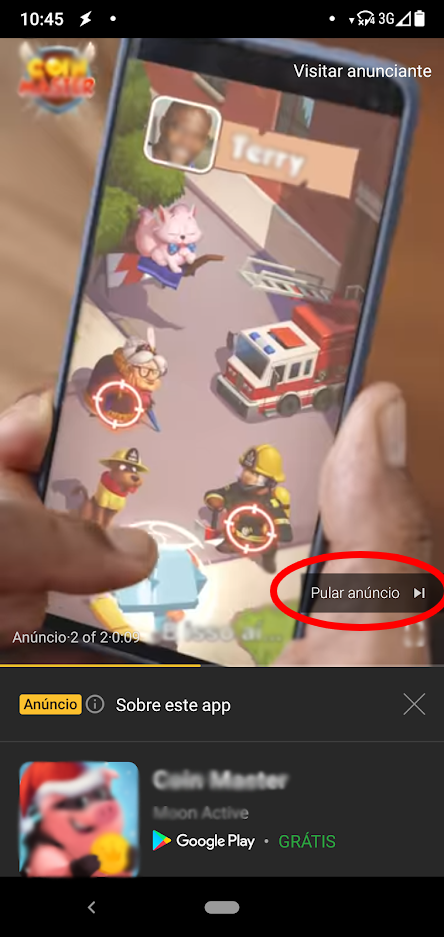 10:45
3G
COIN
MASTER
Visitar anunciante
Terry
Pular anúncio
Anúncio·2 of 2·0:09
Anúncio
Sobre este app
Coin Master
Moon Active
Google Play • GRÁTIS